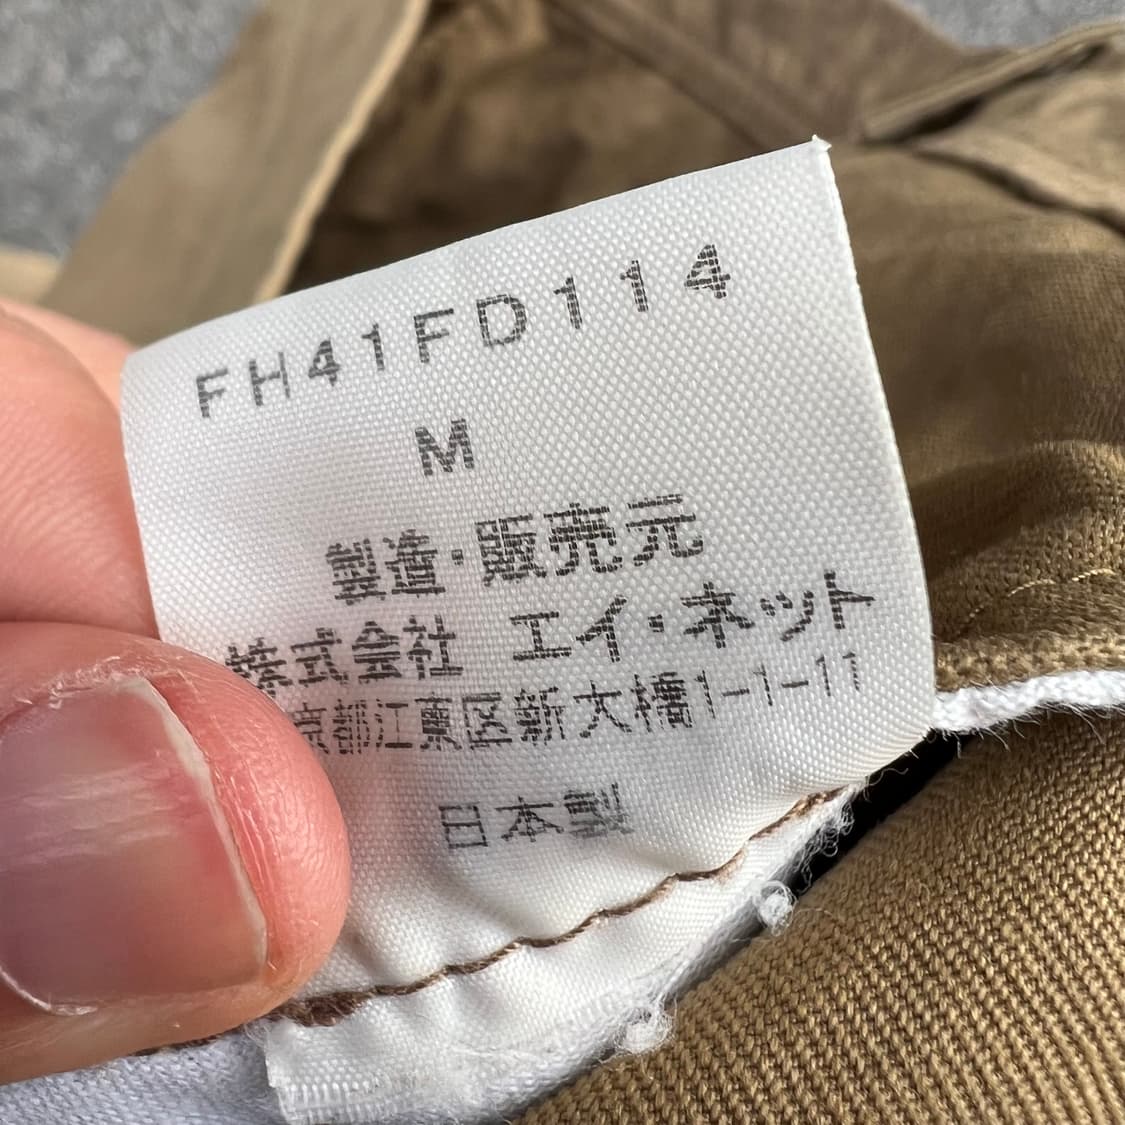 FH41FD114
M
製造・販売元
株式会社 エイ・ネット
京都江東区新大橋1-1-11
日本製